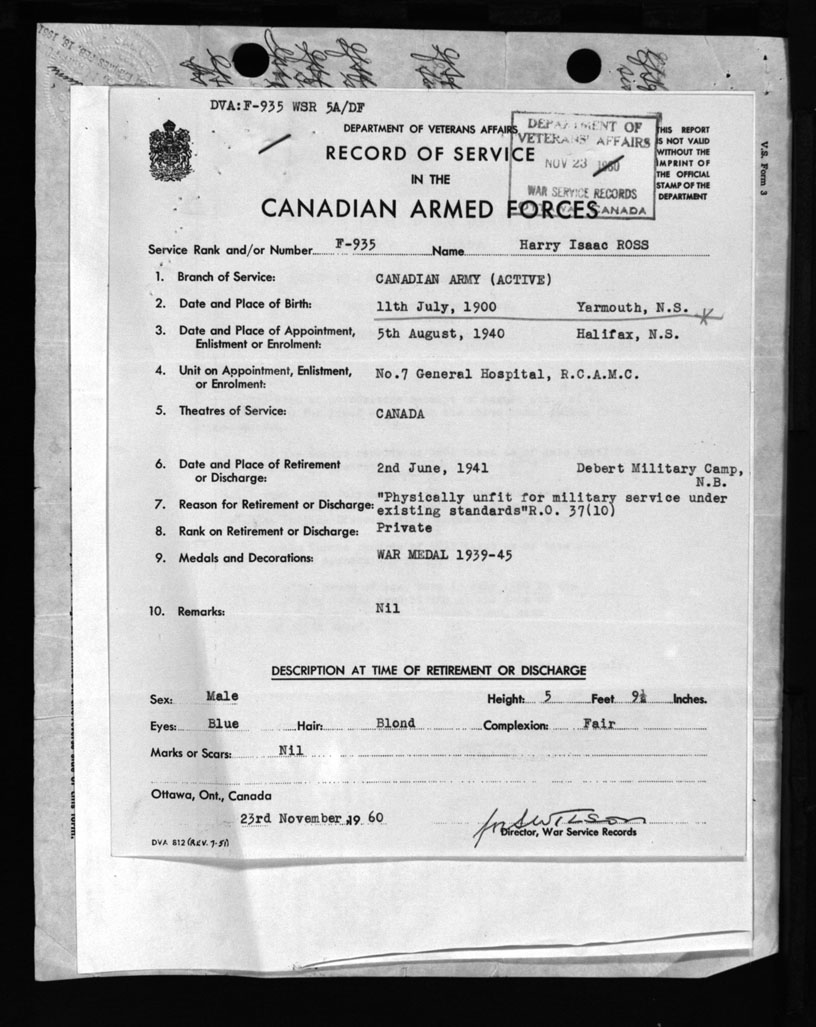 DVA:F-935 WSR 5A/DF
DEPARTMENT OF VETERANS AFFAIRS
RECORD OF SERVICE
IN THE
CANADIAN ARMED FORCES
DEPARTMENT OF
VETERANS' AFFAIRS
NOV 23 1960
WAR SERVICE RECORDS
CANADA
THIS REPORT
IS NOT VALID
WITHOUT THE
IMPRINT OF
THE OFFICIAL
STAMP OF THE
DEPARTMENT
V.S. Form 3
Service Rank and/or Number F-935 Name Harry Isaac ROSS
1. Branch of Service: CANADIAN ARMY (ACTIVE)
2. Date and Place of Birth: 11th July, 1900 Yarmouth, N.S.
3. Date and Place of Appointment, 5th August, 1940 Halifax, N.S.
Enlistment or Enrolment:
4. Unit on Appointment, Enlistment, No.7 General Hospital, R.C.A.M.C.
or Enrolment:
5. Theatres of Service: CANADA
6. Date and Place of Retirement 2nd June, 1941 Debert Military Camp,
or Discharge: N.B.
7. Reason for Retirement or Discharge: "Physically unfit for military service under
existing standards"R.O. 37(10)
8. Rank on Retirement or Discharge: Private
9. Medals and Decorations: WAR MEDAL 1939-45
10. Remarks: Nil
DESCRIPTION AT TIME OF RETIREMENT OR DISCHARGE
Sex: Male Height: 5 Feet 9½ Inches.
Eyes: Blue Hair: Blond Complexion: Fair
Marks or Scars: Nil
Ottawa, Ont., Canada
23rd November, 19 60
Director, War Service Records
DVA 812 (REV. 7-51)